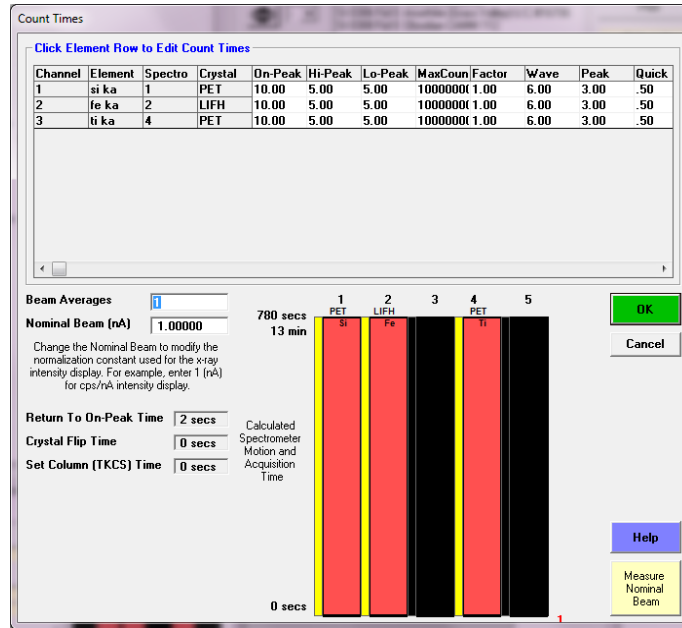 Count Times
Click Element Row to Edit Count Times
Channel Element Spectro Crystal On-Peak Hi-Peak Lo-Peak MaxCoun Factor Wave Peak Quick
1 si ka 1 PET 10.00 5.00 5.00 1000000( 1.00 6.00 3.00 .50
2 fe ka 2 LIFH 10.00 5.00 5.00 1000000( 1.00 6.00 3.00 .50
3 ti ka 4 PET 10.00 5.00 5.00 1000000( 1.00 6.00 3.00 .50
Beam Averages 1
Nominal Beam (nA) 1.00000
Change the Nominal Beam to modify the
normalization constant used for the x-ray
intensity display. For example, enter 1 (nA)
for cps/nA intensity display.
Return To On-Peak Time 2 secs
Crystal Flip Time 0 secs
Set Column (TKCS) Time 0 secs
780 secs
13 min
Calculated
Spectrometer
Motion and
Acquisition
Time
0 secs
1 2 3 4 5
PET LIFH PET
Si Fe Ti
1
OK
Cancel
Help
Measure
Nominal
Beam